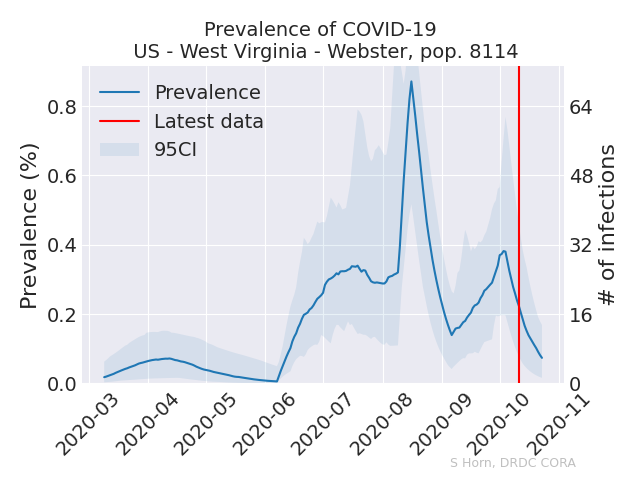 Prevalence of COVID-19
US - West Virginia - Webster, pop. 8114
Prevalence
Latest data
95CI
Prevalence (%)
0.8
0.6
0.4
0.2
0.0
64
48
32
16
0
# of infections
2020-03
2020-04
2020-05
2020-06
2020-07
2020-08
2020-09
2020-10
2020-11
S Horn, DRDC CORA